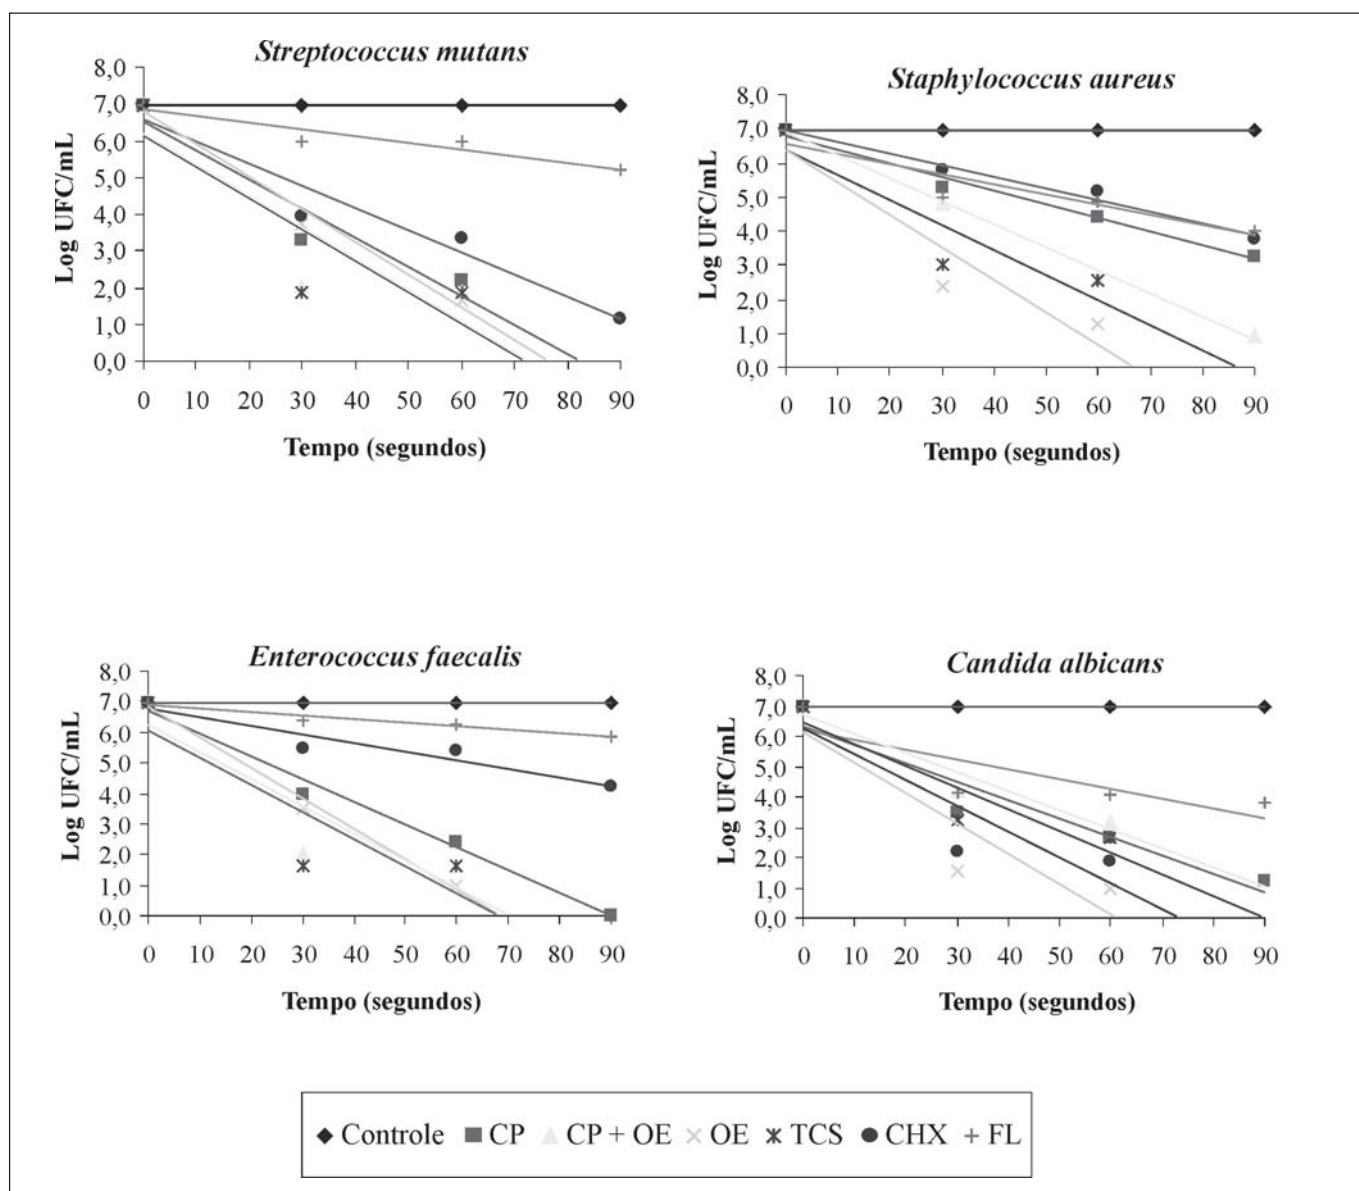 Streptococcus mutans
8,0
7,0
6,0
5,0
4,0
3,0
2,0
1,0
0,0
Log UFC/mL
0 10 20 30 40 50 60 70 80 90
Tempo (segundos)
Staphylococcus aureus
8,0
7,0
6,0
5,0
4,0
3,0
2,0
1,0
0,0
Log UFC/mL
0 10 20 30 40 50 60 70 80 90
Tempo (segundos)
Enterococcus faecalis
8,0
7,0
6,0
5,0
4,0
3,0
2,0
1,0
0,0
Log UFC/mL
0 10 20 30 40 50 60 70 80 90
Tempo (segundos)
Candida albicans
8,0
7,0
6,0
5,0
4,0
3,0
2,0
1,0
0,0
Log UFC/mL
0 10 20 30 40 50 60 70 80 90
Tempo (segundos)
Controle CP CP + OE OE TCS CHX FL